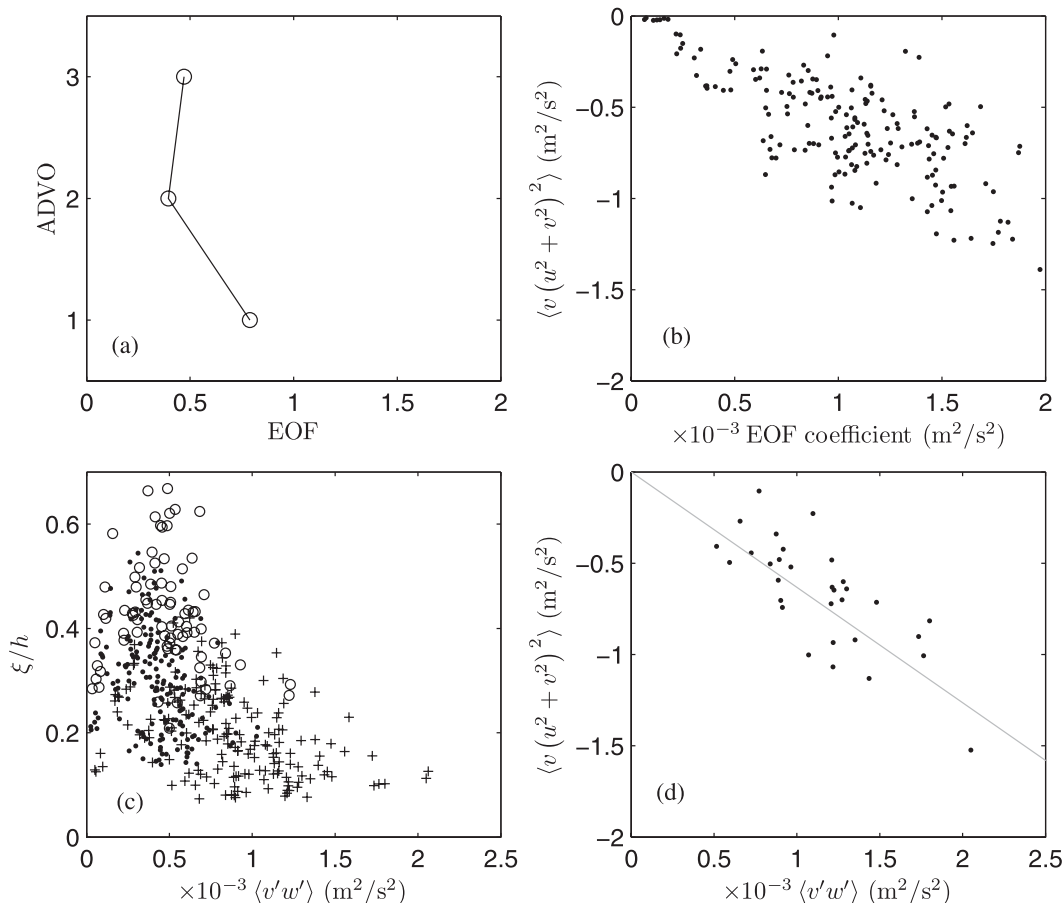 3
2
1
ADVO
(a)
0 0.5 1 1.5 2
EOF
0
−0.5
−1
−1.5
−2
⟨v (u² + v²)²⟩ (m²/s²)
(b)
0 0.5 1 1.5 2
×10⁻³ EOF coefficient (m²/s²)
0.6
0.4
0.2
0
ξ/h
(c)
0 0.5 1 1.5 2 2.5
×10⁻³ ⟨v′w′⟩ (m²/s²)
0
−0.5
−1
−1.5
−2
⟨v (u² + v²)²⟩ (m²/s²)
(d)
0 0.5 1 1.5 2 2.5
×10⁻³ ⟨v′w′⟩ (m²/s²)